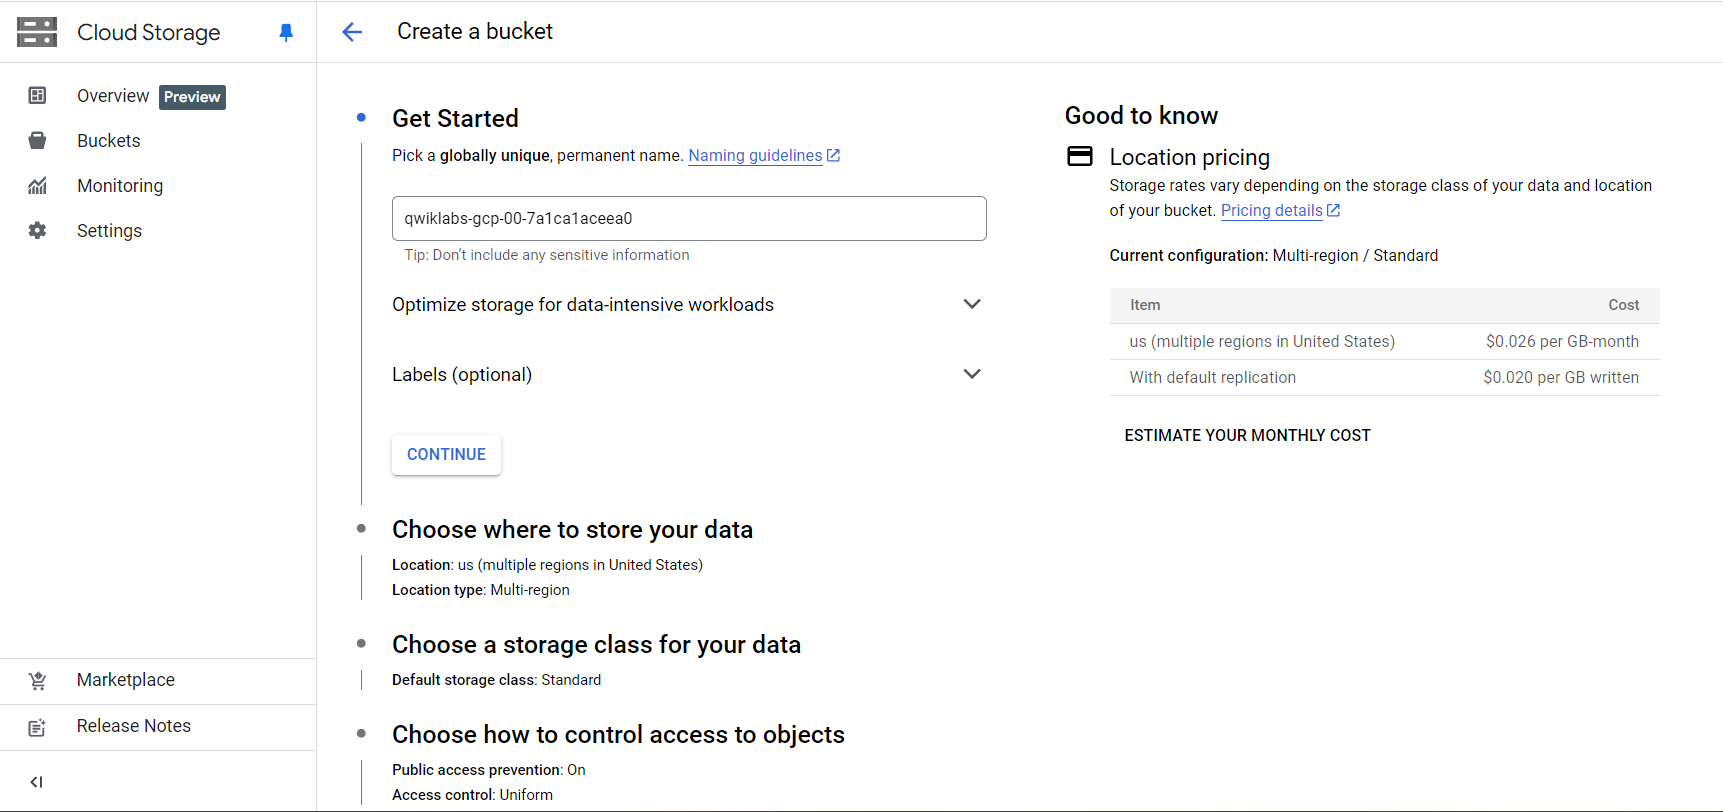 Cloud Storage
Overview Preview
Buckets
Monitoring
Settings
Marketplace
Release Notes
Create a bucket
Get Started
Pick a globally unique, permanent name. Naming guidelines
qwiklabs-gcp-00-7a1ca1aceea0
Tip: Don’t include any sensitive information
Optimize storage for data-intensive workloads
Labels (optional)
CONTINUE
Choose where to store your data
Location: us (multiple regions in United States)
Location type: Multi-region
Choose a storage class for your data
Default storage class: Standard
Choose how to control access to objects
Public access prevention: On
Access control: Uniform
Good to know
Location pricing
Storage rates vary depending on the storage class of your data and location
of your bucket. Pricing details
Current configuration: Multi-region / Standard
Item Cost
us (multiple regions in United States) $0.026 per GB-month
With default replication $0.020 per GB written
ESTIMATE YOUR MONTHLY COST